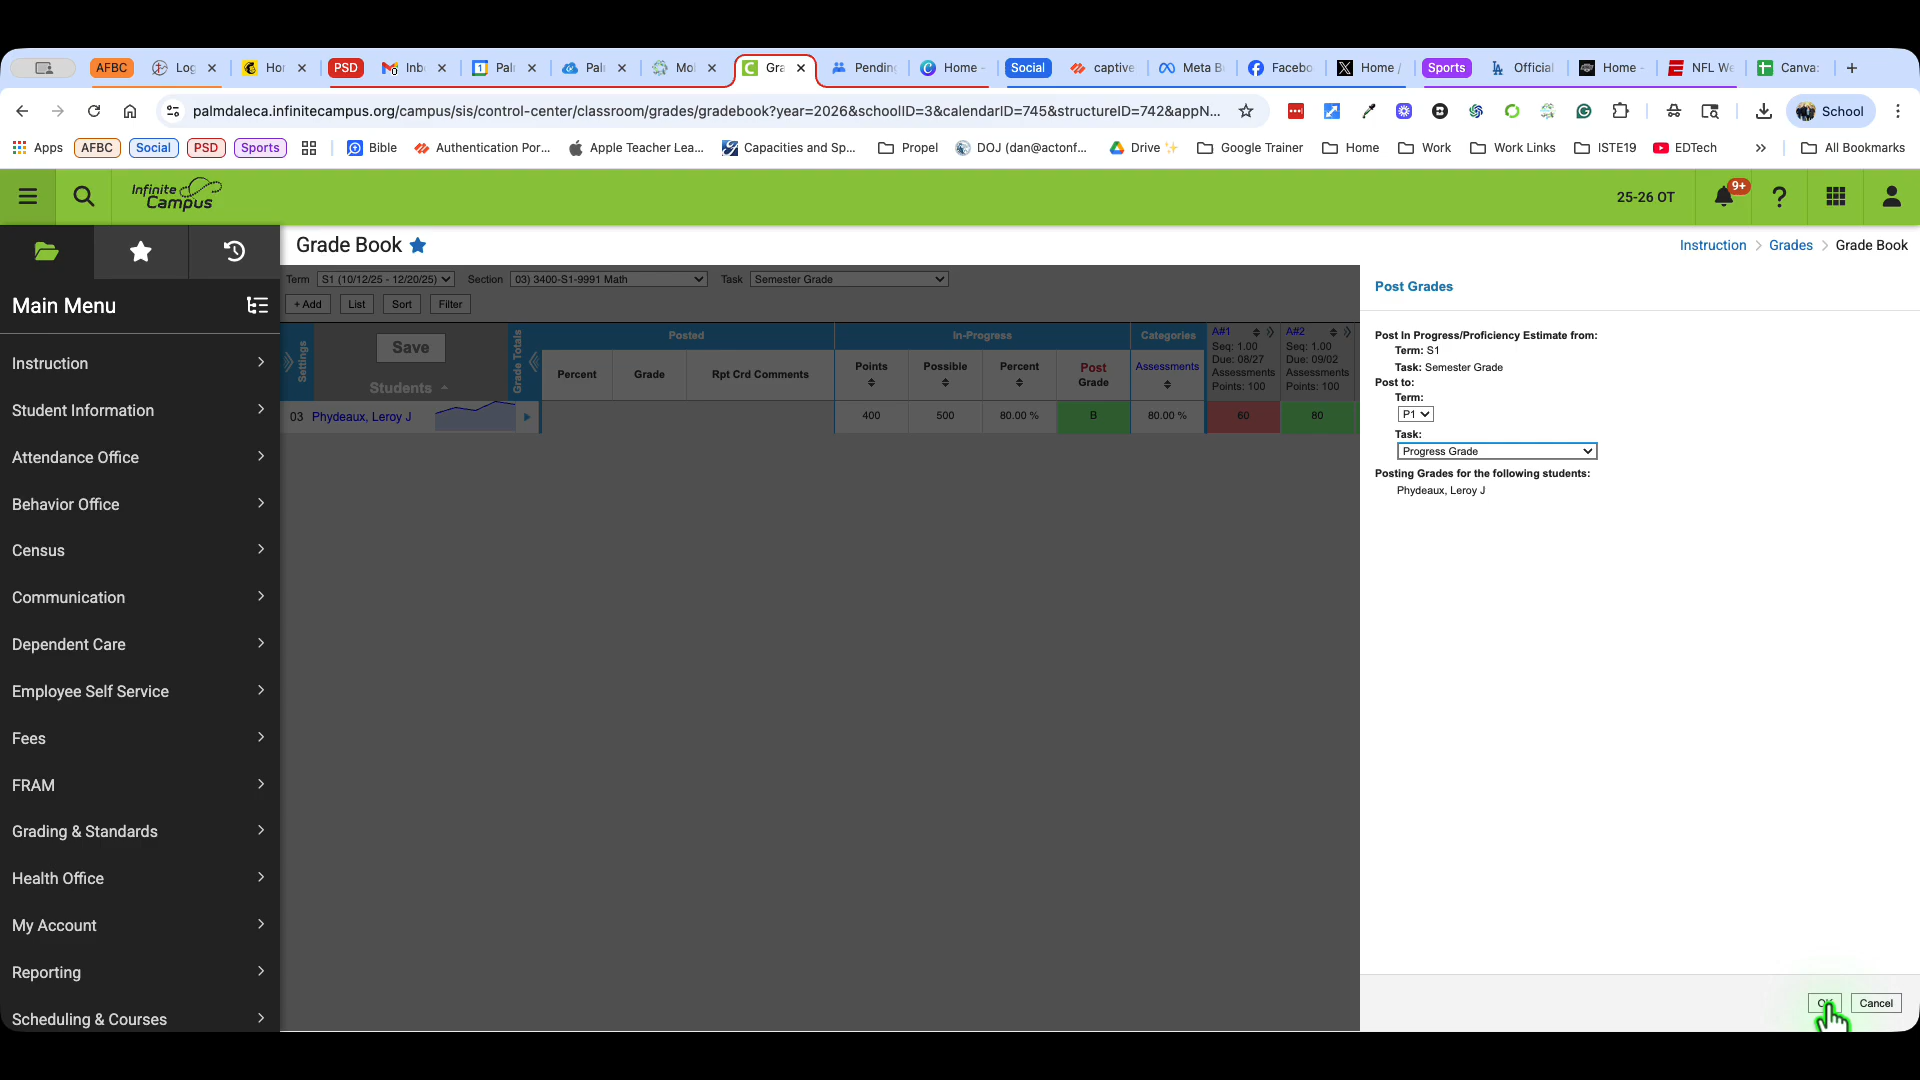 AFBC
Log
Hor
PSD
Inb
Pal
Pal
Mo
Gra
Pendin
Home -
Social
captive
Meta B
Facebo
Home /
Sports
Official
Home -
NFL We
Canva:
palmdaleca.infinitecampus.org/campus/sis/control-center/classroom/grades/gradebook?year=2026&schoolID=3&calendarID=745&structureID=742&appN...
School
Apps
AFBC
Social
PSD
Sports
Bible
Authentication Por...
Apple Teacher Lea...
Capacities and Sp...
Propel
DOJ (dan@actonf...
Drive
Google Trainer
Home
Work
Work Links
ISTE19
EDTech
»
All Bookmarks
Infinite
Campus
25-26 OT
9+
Grade Book
Instruction > Grades > Grade Book
Main Menu
Instruction
Student Information
Attendance Office
Behavior Office
Census
Communication
Dependent Care
Employee Self Service
Fees
FRAM
Grading & Standards
Health Office
My Account
Reporting
Scheduling & Courses
Term S1 (10/12/25 - 12/20/25) Section 03) 3400-S1-9991 Math Task Semester Grade
+ Add List Sort Filter
Settings
Save
Students
Grade Totals
Posted
In-Progress
Categories
Percent
Grade
Rpt Crd Comments
Points
Possible
Percent
Post
Grade
Assessments
A#1
Seq: 1.00
Due: 08/27
Assessments
Points: 100
A#2
Seq: 1.00
Due: 09/02
Assessments
Points: 100
03 Phydeaux, Leroy J
400
500
80.00 %
B
80.00 %
60
80
Post Grades
Post In Progress/Proficiency Estimate from:
Term: S1
Task: Semester Grade
Post to:
Term:
P1
Task:
Progress Grade
Posting Grades for the following students:
Phydeaux, Leroy J
Cancel